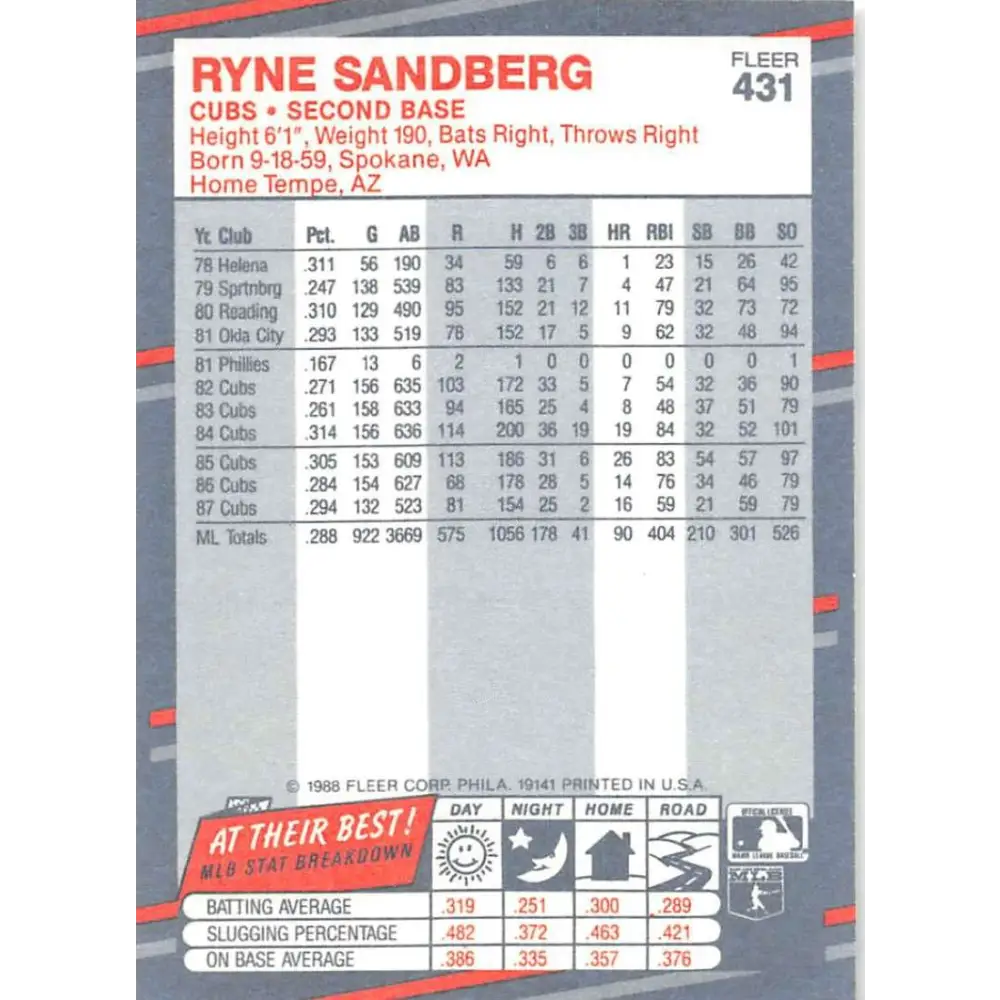 RYNE SANDBERG
FLEER
431
CUBS • SECOND BASE
Height 6'1", Weight 190, Bats Right, Throws Right
Born 9-18-59, Spokane, WA
Home Tempe, AZ
Yr. Club Pct. G AB R H 2B 3B HR RBI SB BB SO
78 Helena .311 56 190 34 59 6 6 1 23 15 26 42
79 Sprtnbrg .247 138 539 83 133 21 7 4 47 21 64 95
80 Reading .310 129 490 95 152 21 12 11 79 32 73 72
81 Okla City .293 133 519 78 152 17 5 9 62 32 48 94
81 Phillies .167 13 6 2 1 0 0 0 0 0 0 1
82 Cubs .271 156 635 103 172 33 5 7 54 32 36 90
83 Cubs .261 158 633 94 165 25 4 8 48 37 51 79
84 Cubs .314 156 636 114 200 36 19 19 84 32 52 101
85 Cubs .305 153 609 113 186 31 6 26 83 54 57 97
86 Cubs .284 154 627 68 178 28 5 14 76 34 46 79
87 Cubs .294 132 523 81 154 25 2 16 59 21 59 79
ML Totals .288 922 3669 575 1056 178 41 90 404 210 301 526
© 1988 FLEER CORP. PHILA. 19141 PRINTED IN U.S.A.
AT THEIR BEST!
MLB STAT BREAKDOWN
DAY NIGHT HOME ROAD
OFFICIAL LICENSEE
MAJOR LEAGUE BASEBALL
MLB
BATTING AVERAGE .319 .251 .300 .289
SLUGGING PERCENTAGE .482 .372 .463 .421
ON BASE AVERAGE .386 .335 .357 .376